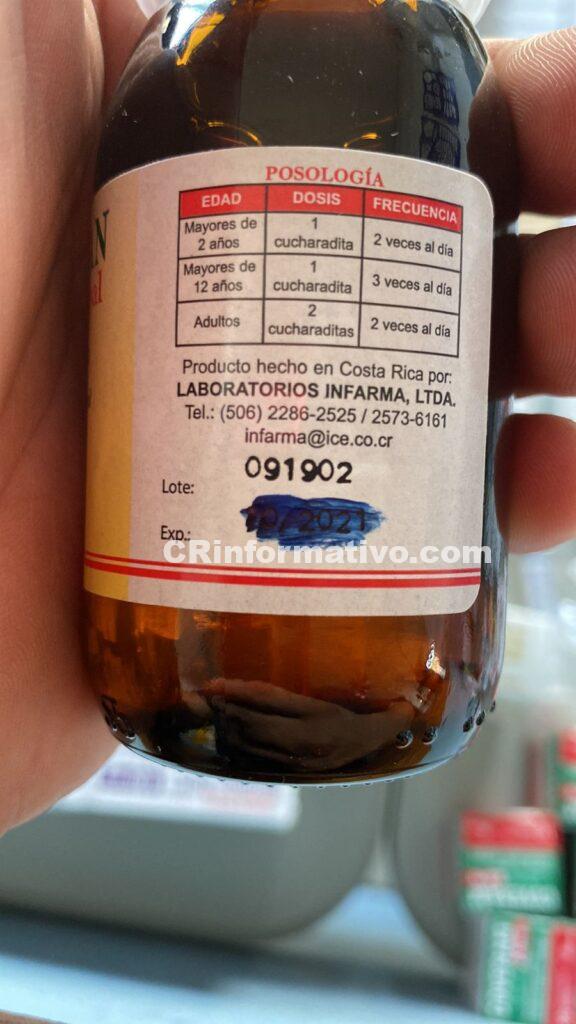 POSOLOGÍA
EDAD DOSIS FRECUENCIA
Mayores de 2 años 1 cucharadita 2 veces al día
Mayores de 12 años 1 cucharadita 3 veces al día
Adultos 2 cucharaditas 2 veces al día
Producto hecho en Costa Rica por:
LABORATORIOS INFARMA, LTDA.
Tel.: (506) 2286-2525 / 2573-6161
infarma@ice.co.cr
Lote: 091902
Exp.: /2021
CRinformativo.com